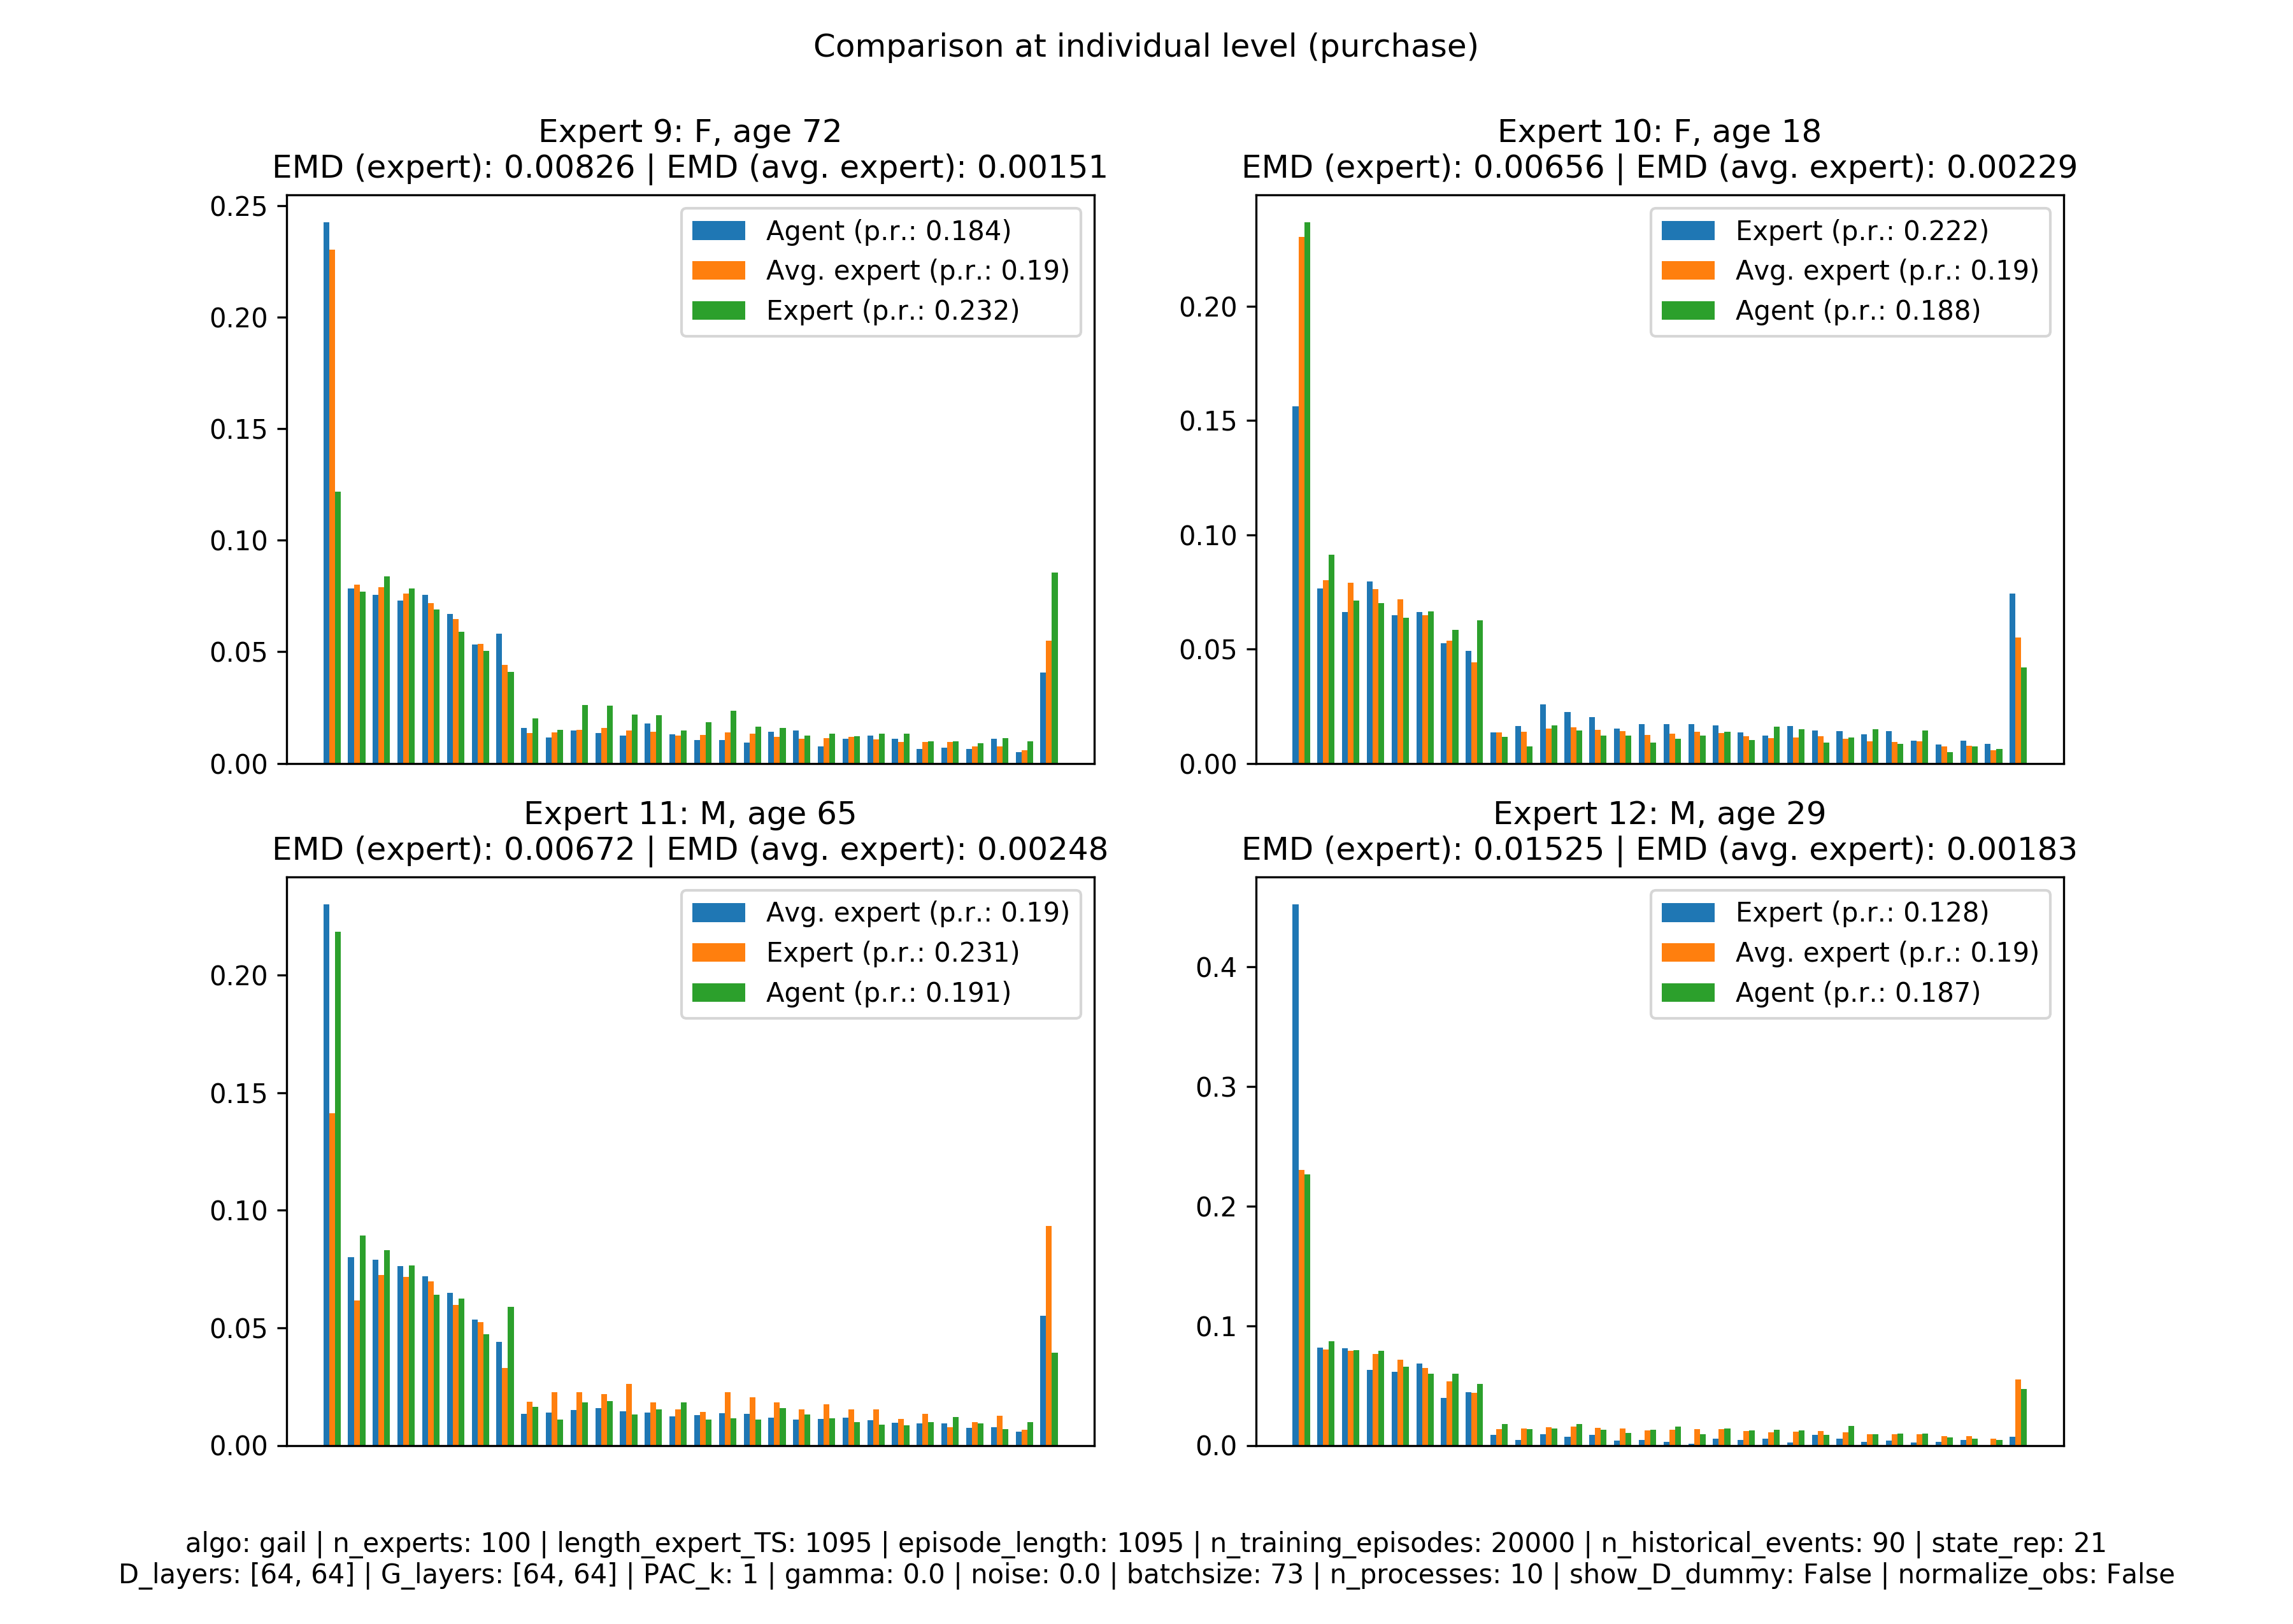 Comparison at individual level (purchase)
Expert 9: F, age 72
EMD (expert): 0.00826 | EMD (avg. expert): 0.00151
0.25
0.20
0.15
0.10
0.05
0.00
Agent (p.r.: 0.184)
Avg. expert (p.r.: 0.19)
Expert (p.r.: 0.232)
Expert 10: F, age 18
EMD (expert): 0.00656 | EMD (avg. expert): 0.00229
0.20
0.15
0.10
0.05
0.00
Expert (p.r.: 0.222)
Avg. expert (p.r.: 0.19)
Agent (p.r.: 0.188)
Expert 11: M, age 65
EMD (expert): 0.00672 | EMD (avg. expert): 0.00248
0.20
0.15
0.10
0.05
0.00
Avg. expert (p.r.: 0.19)
Expert (p.r.: 0.231)
Agent (p.r.: 0.191)
Expert 12: M, age 29
EMD (expert): 0.01525 | EMD (avg. expert): 0.00183
0.4
0.3
0.2
0.1
0.0
Expert (p.r.: 0.128)
Avg. expert (p.r.: 0.19)
Agent (p.r.: 0.187)
algo: gail | n_experts: 100 | length_expert_TS: 1095 | episode_length: 1095 | n_training_episodes: 20000 | n_historical_events: 90 | state_rep: 21
D_layers: [64, 64] | G_layers: [64, 64] | PAC_k: 1 | gamma: 0.0 | noise: 0.0 | batchsize: 73 | n_processes: 10 | show_D_dummy: False | normalize_obs: False